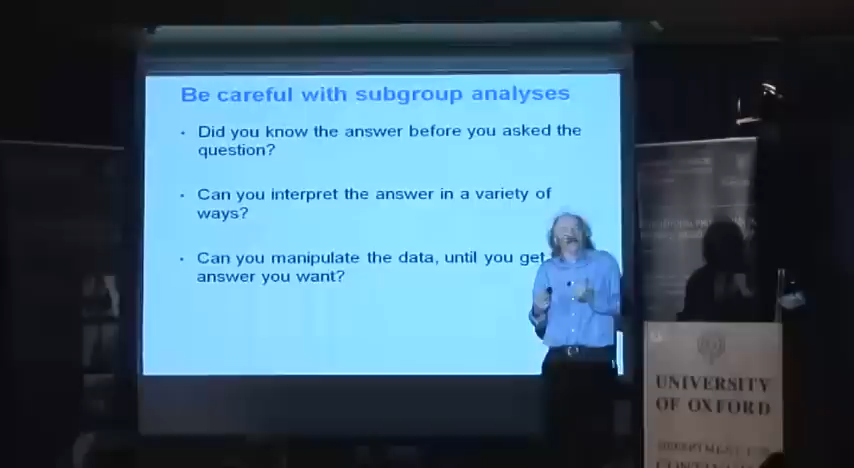 Be careful with subgroup analyses
• Did you know the answer before you asked the
question?
• Can you interpret the answer in a variety of
ways?
• Can you manipulate the data, until you get
answer you want?
UNIVERSITY
OF OXFORD
DEPARTMENT FOR